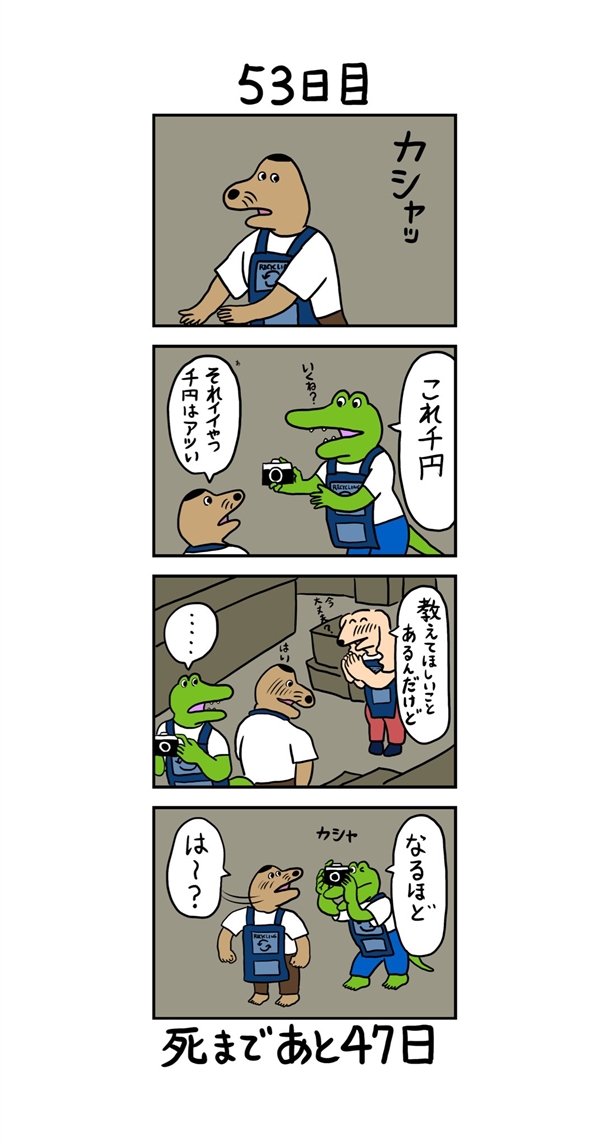 53日目
カシャッ
RECYCLIN
これ千円
いくね?
それイイやつ
千円はアツい
RECYCLING
教えてほしいこと
あるんだけど
今
大丈夫?
はい
・・・・・
なるほど
カシャ
は〜?
RECYCLING
死まであと47日